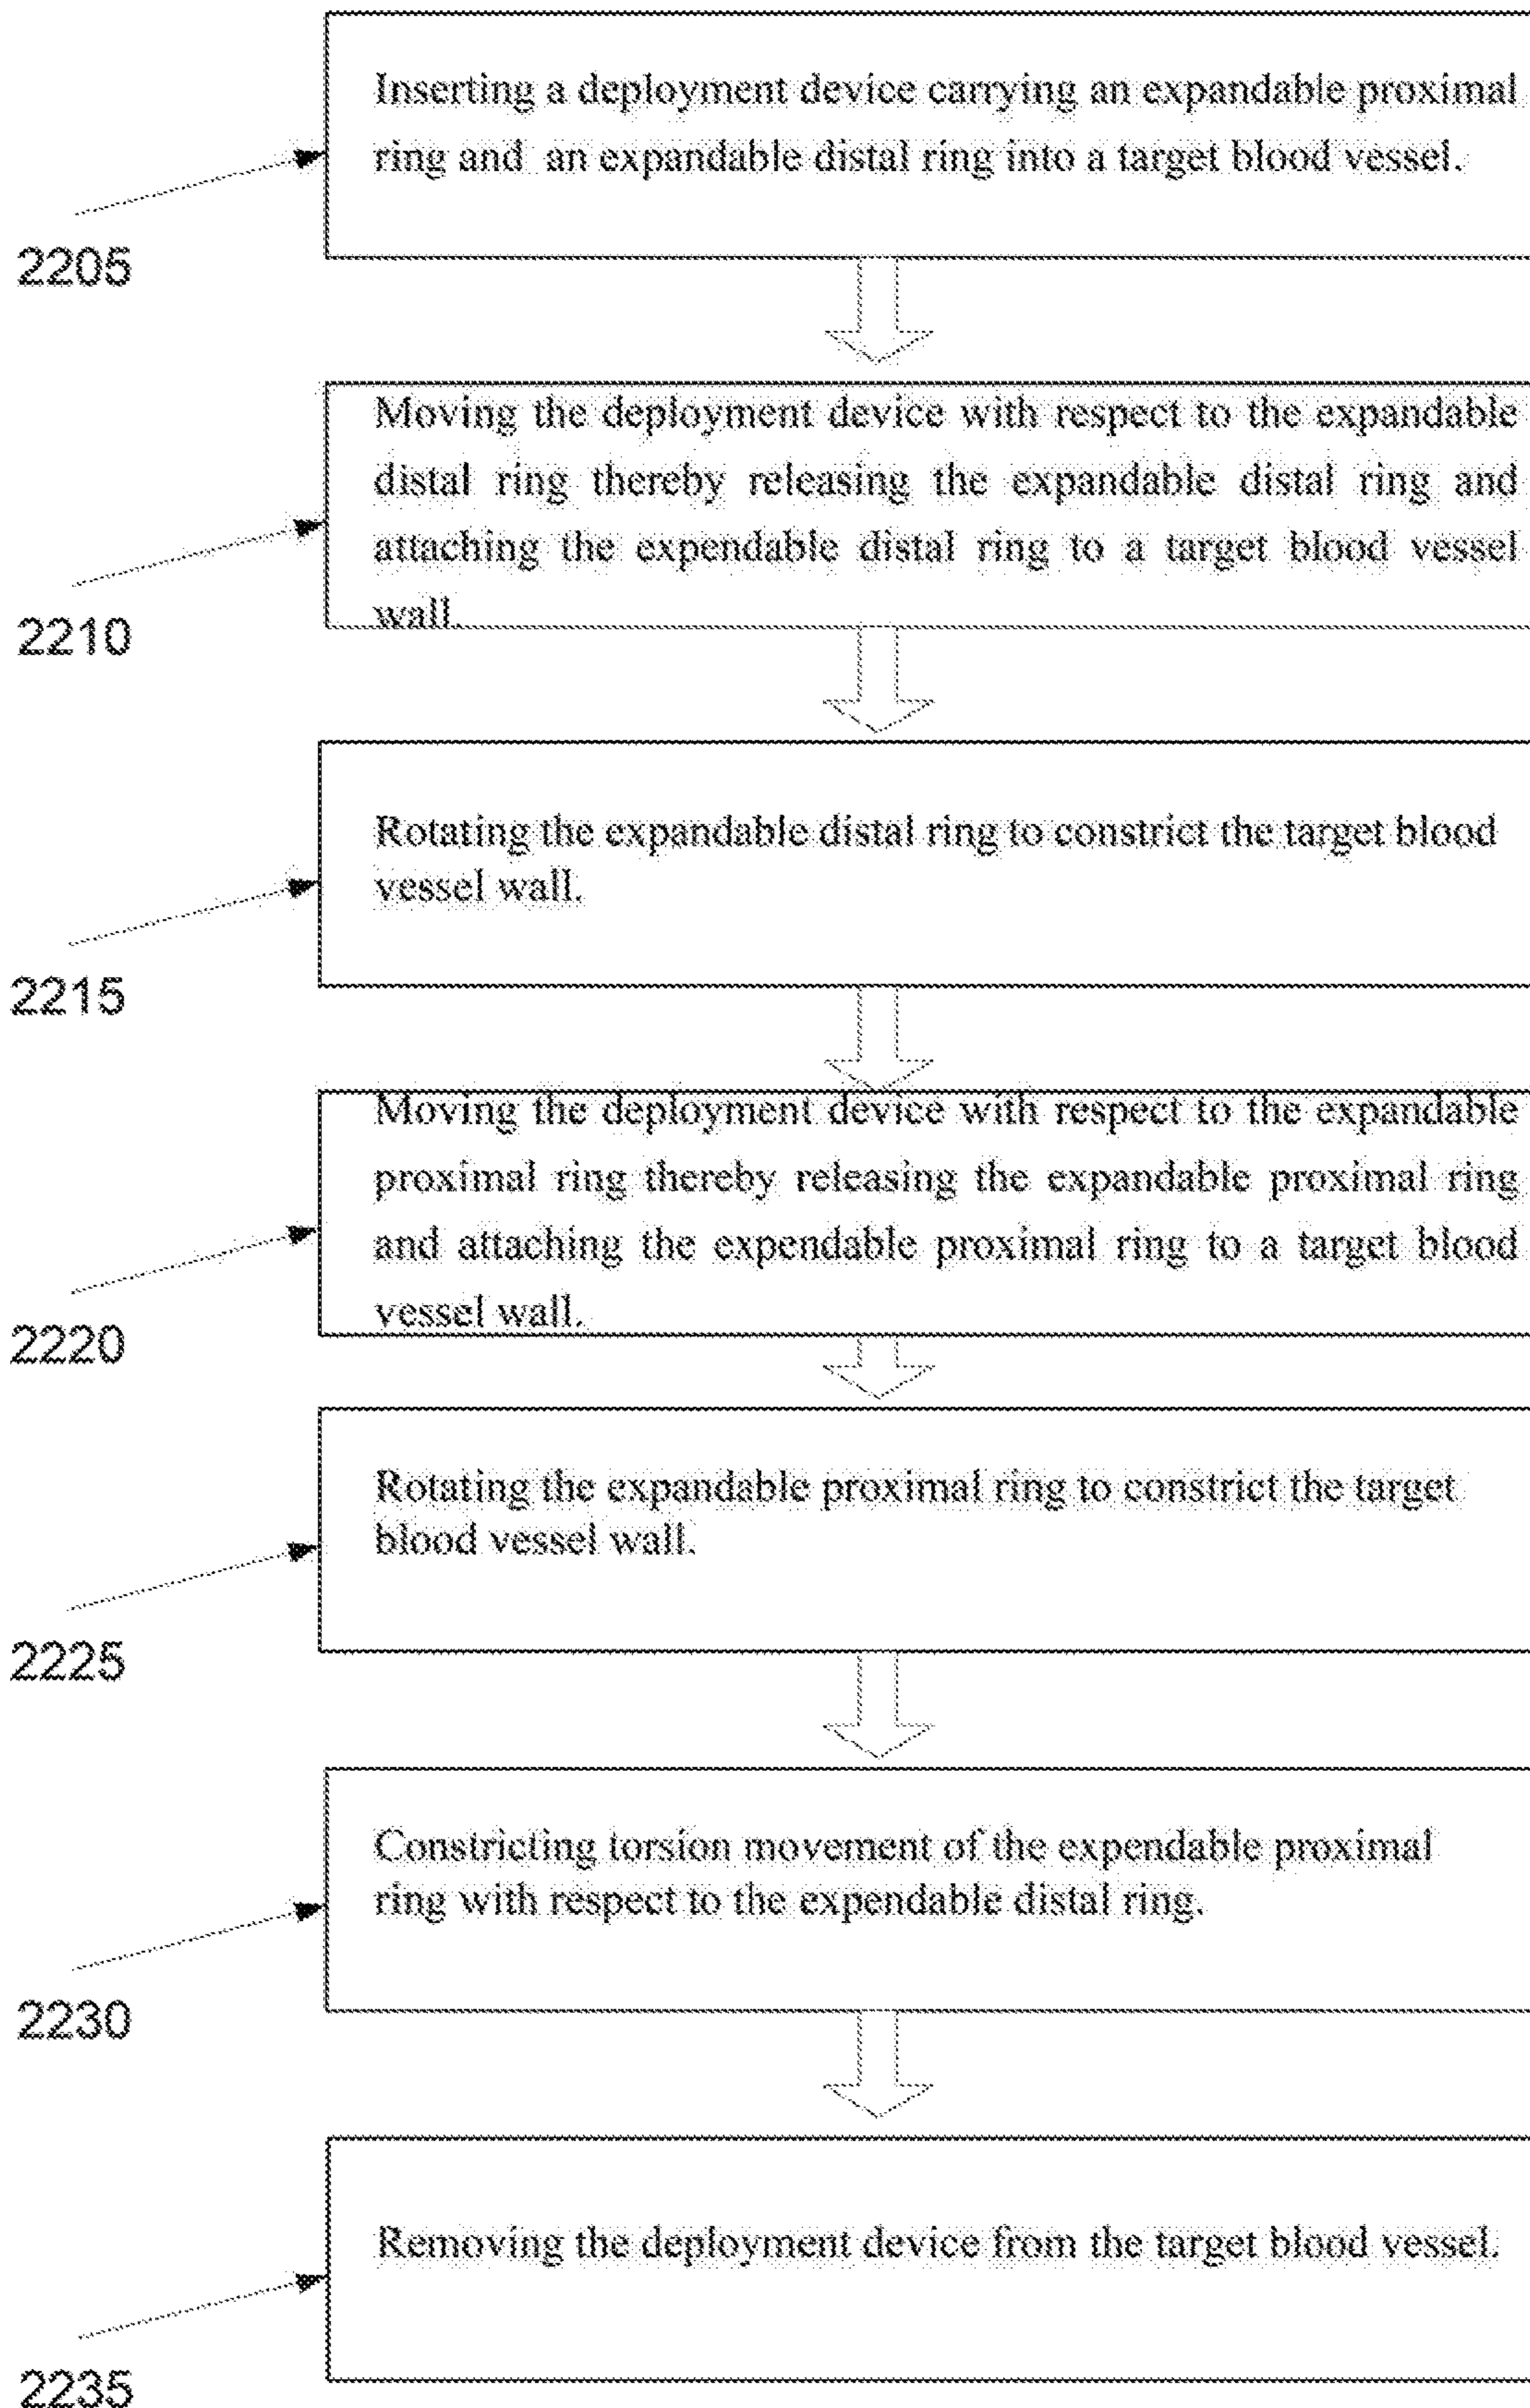 Inserting a deployment device carrying an expandable proximal
ring and an expandable distal ring into a target blood vessel.
2205
Moving the deployment device with respect to the expandable
distal ring thereby releasing the expandable distal ring and
attaching the expendable distal ring to a target blood vessel
wall.
2210
Rotating the expandable distal ring to constrict the target blood
vessel wall.
2215
Moving the deployment device with respect to the expandable
proximal ring thereby releasing the expandable proximal ring
and attaching the expendable proximal ring to a target blood
vessel wall.
2220
Rotating the expandable proximal ring to constrict the target
blood vessel wall.
2225
Constricting torsion movement of the expendable proximal
ring with respect to the expendable distal ring.
2230
Removing the deployment device from the target blood vessel.
2235